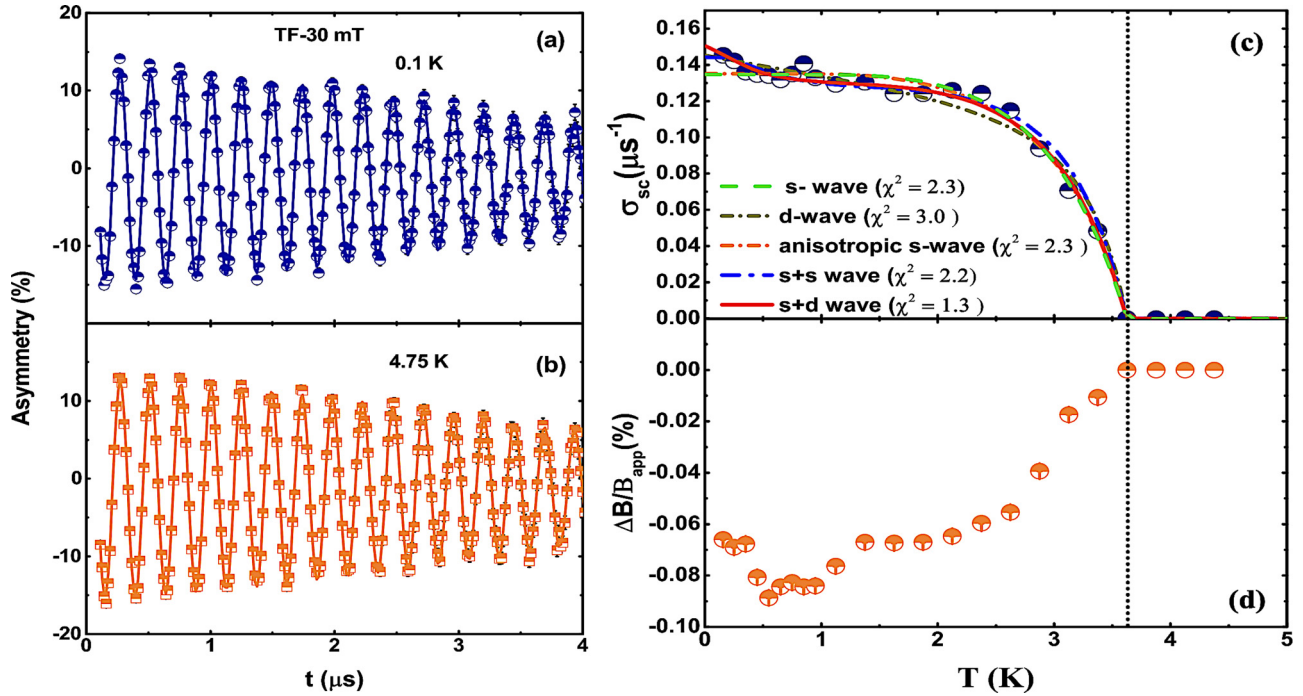 TF-30 mT
(a)
0.1 K
20
10
0
-10
4.75 K
(b)
10
0
-10
-20
0 1 2 3 4
Asymmetry (%)
t (μs)
(c)
0.16
0.14
0.12
0.10
0.08
0.06
0.04
0.02
0.00
σsc(μs⁻¹)
s- wave (χ² = 2.3)
d-wave (χ² = 3.0 )
anisotropic s-wave (χ² = 2.3 )
s+s wave (χ² = 2.2)
s+d wave (χ² = 1.3 )
0.00
-0.02
-0.04
-0.06
-0.08
-0.10
ΔB/Bapp(%)
(d)
0 1 2 3 4 5
T (K)